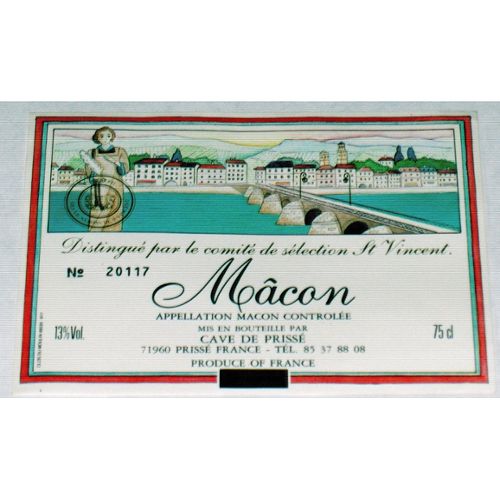 Distingué par le comité de sélection St Vincent.
Nº 20117
Mâcon
APPELLATION MACON CONTROLÉE
13% Vol.
MIS EN BOUTEILLE PAR
75 cl
CAVE DE PRISSÉ
71960 PRISSÉ FRANCE - TÉL. 85 37 88 08
PRODUCE OF FRANCE